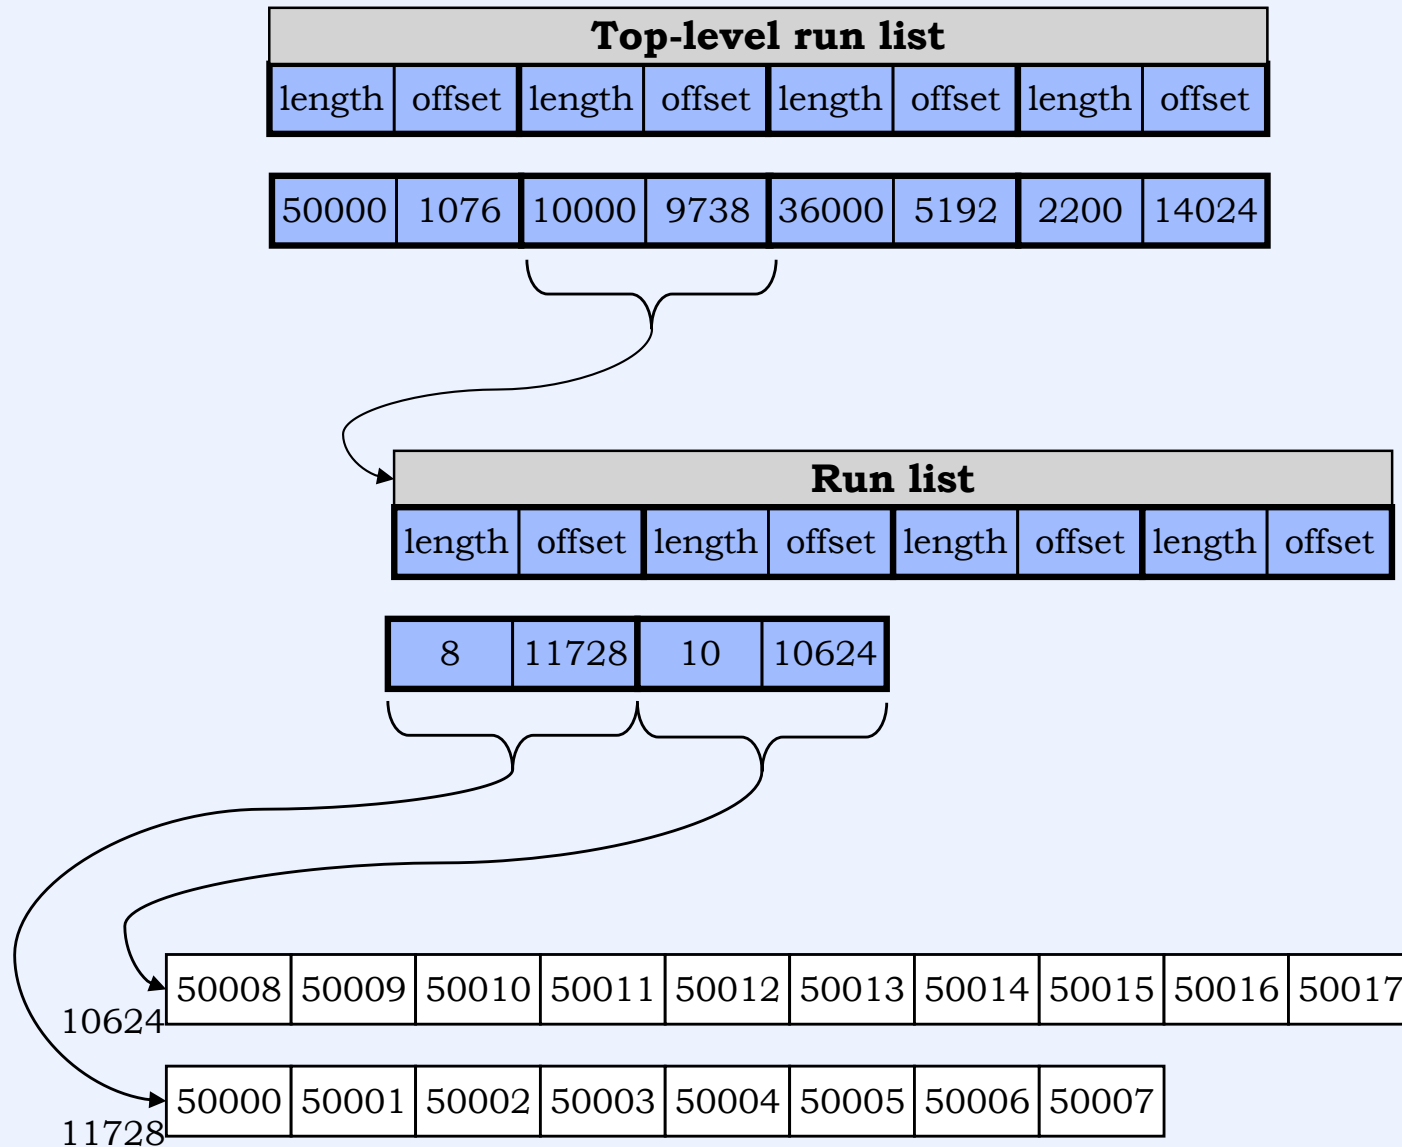 Top-level run list
length offset length offset length offset length offset
50000 1076 10000 9738 36000 5192 2200 14024
Run list
length offset length offset length offset length offset
8 11728 10 10624
50008 50009 50010 50011 50012 50013 50014 50015 50016 50017
10624
50000 50001 50002 50003 50004 50005 50006 50007
11728